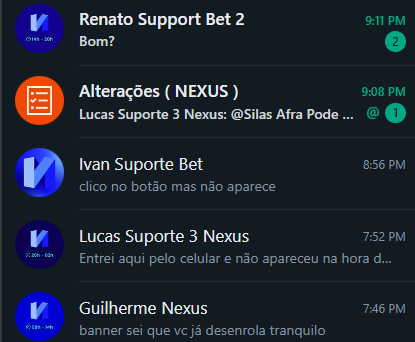 Renato Support Bet 2
9:11 PM
Bom?
2
Alterações ( NEXUS )
9:08 PM
Lucas Suporte 3 Nexus: @Silas Afra Pode ...
@ 1
Ivan Suporte Bet
8:56 PM
clico no botão mas não aparece
Lucas Suporte 3 Nexus
7:52 PM
Entrei aqui pelo celular e não apareceu na hora d...
Guilherme Nexus
7:46 PM
banner sei que vc já desenrola tranquilo